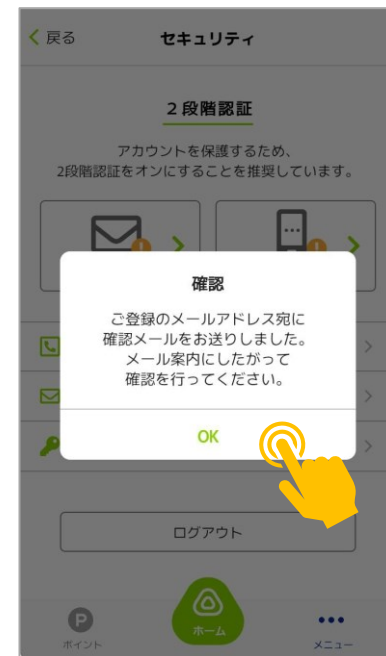 戻る
セキュリティ
２段階認証
アカウントを保護するため、
2段階認証をオンにすることを推奨しています。
確認
ご登録のメールアドレス宛に
確認メールをお送りしました。
メール案内にしたがって
確認を行ってください。
OK
ログアウト
P
ポイント
ホーム
メニュー